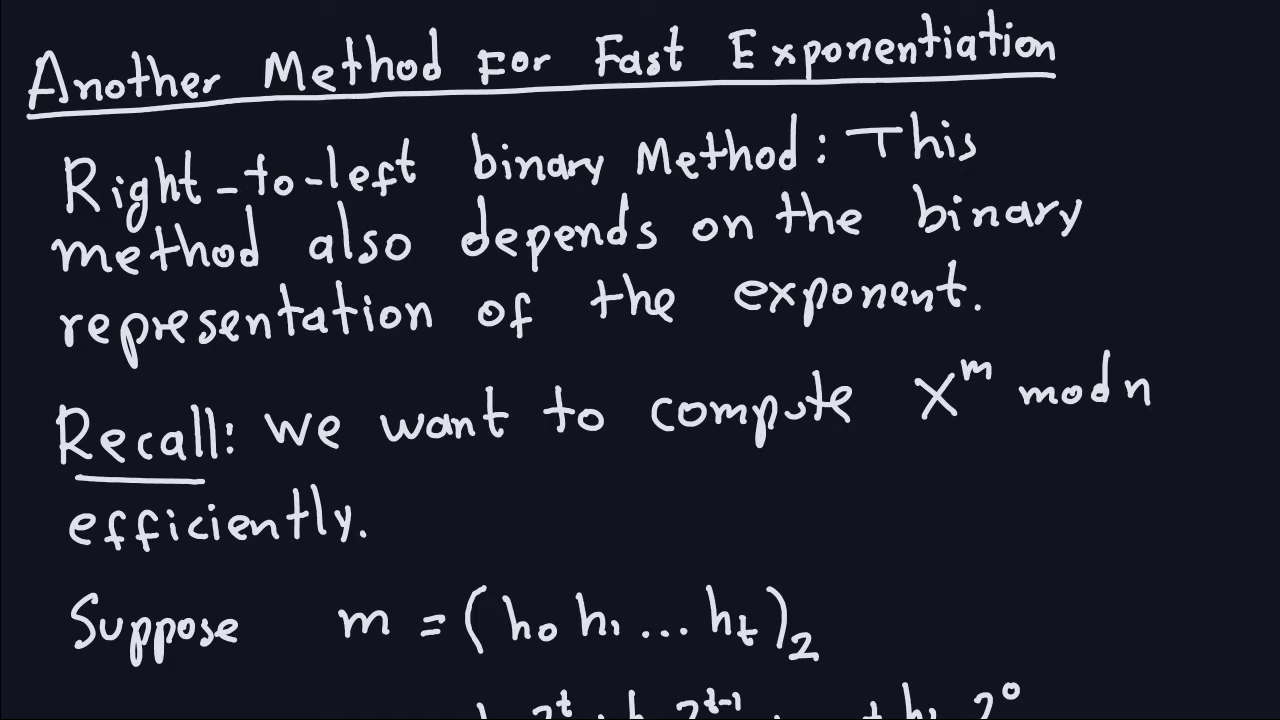 Another Method For Fast Exponentiation
Right-to-left binary Method: This
method also depends on the binary
representation of the exponent.
Recall: We want to compute X^m mod n
efficiently.
Suppose m = (h₀ h₁ ... hₜ)₂